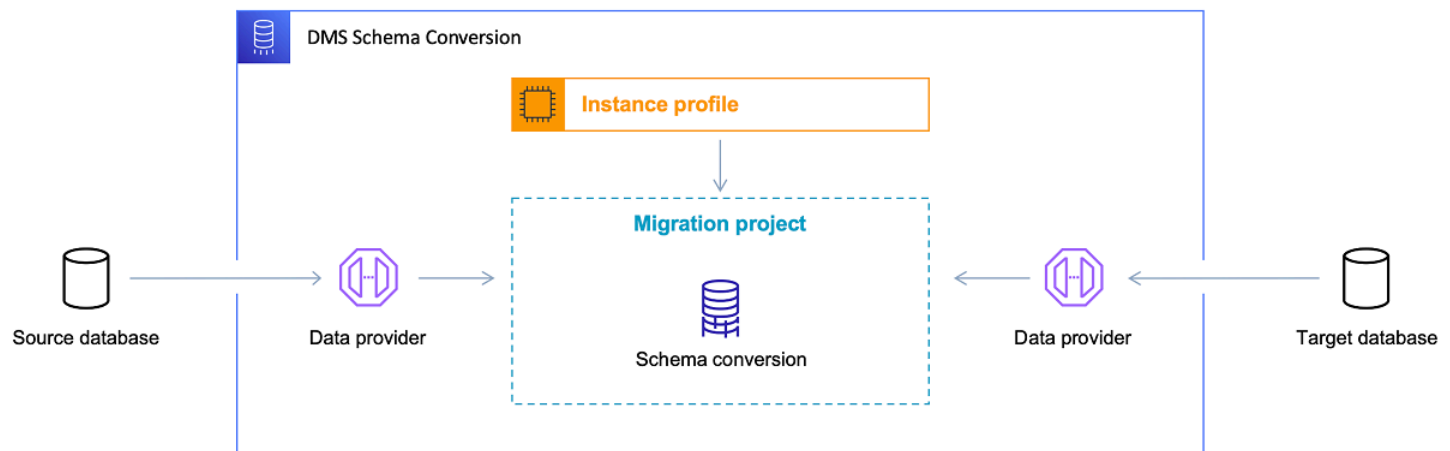 DMS Schema Conversion
Instance profile
Migration project
Source database
Data provider
Schema conversion
Data provider
Target database